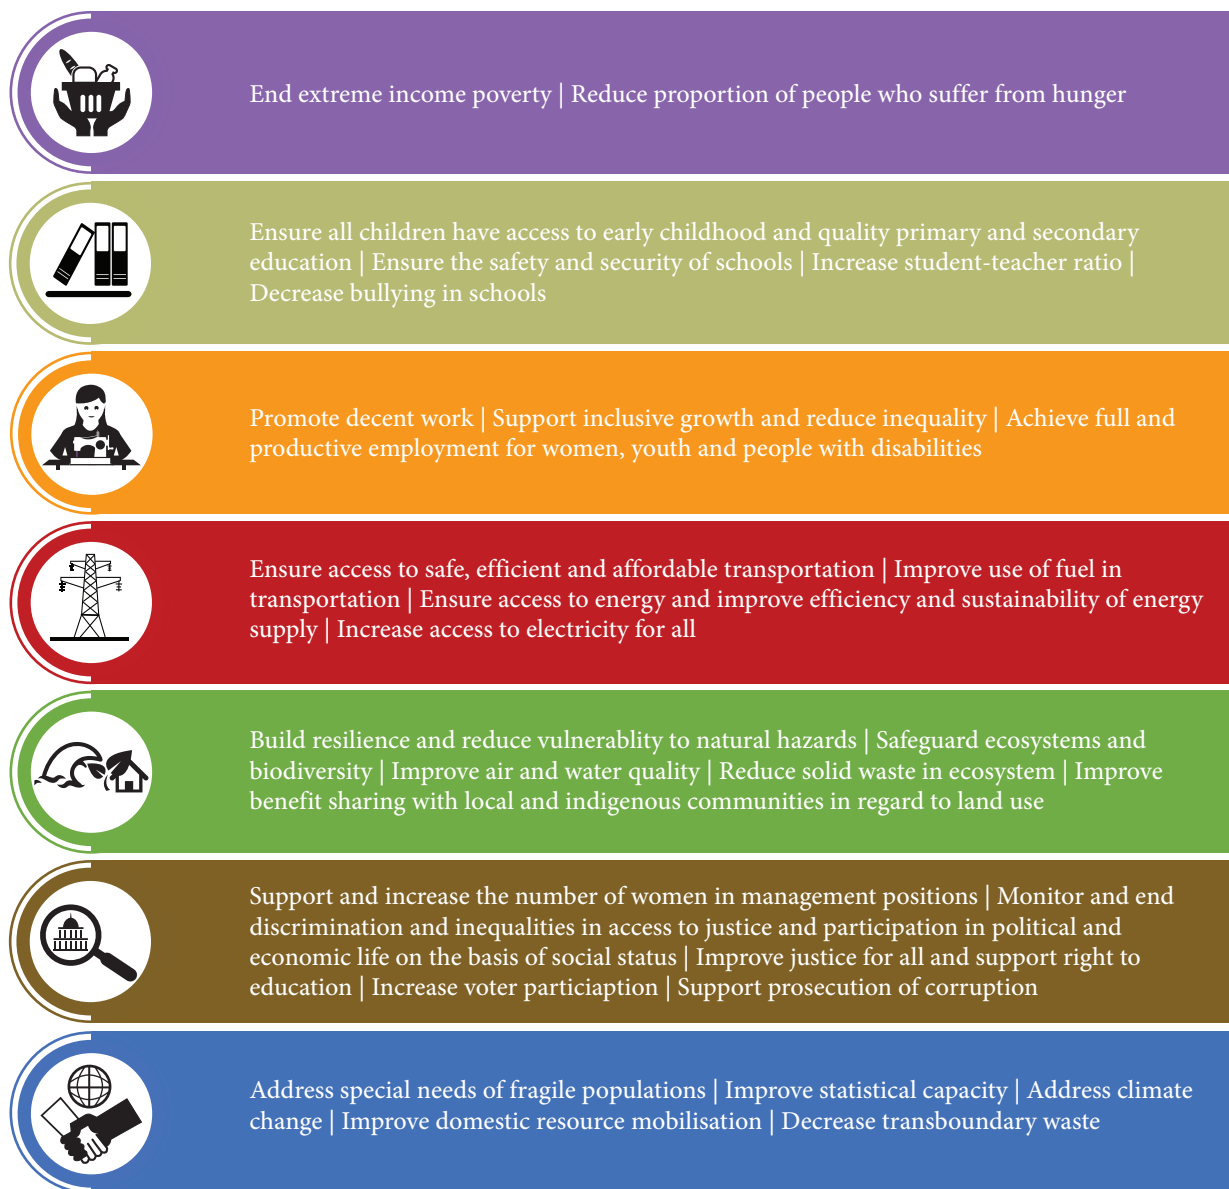 End extreme income poverty | Reduce proportion of people who suffer from hunger
Ensure all children have access to early childhood and quality primary and secondary
education | Ensure the safety and security of schools | Increase student-teacher ratio |
Decrease bullying in schools
Promote decent work | Support inclusive growth and reduce inequality | Achieve full and
productive employment for women, youth and people with disabilities
Ensure access to safe, efficient and affordable transportation | Improve use of fuel in
transportation | Ensure access to energy and improve efficiency and sustainability of energy
supply | Increase access to electricity for all
Build resilience and reduce vulnerablity to natural hazards | Safeguard ecosystems and
biodiversity | Improve air and water quality | Reduce solid waste in ecosystem | Improve
benefit sharing with local and indigenous communities in regard to land use
Support and increase the number of women in management positions | Monitor and end
discrimination and inequalities in access to justice and participation in political and
economic life on the basis of social status | Improve justice for all and support right to
education | Increase voter particiaption | Support prosecution of corruption
Address special needs of fragile populations | Improve statistical capacity | Address climate
change | Improve domestic resource mobilisation | Decrease transboundary waste